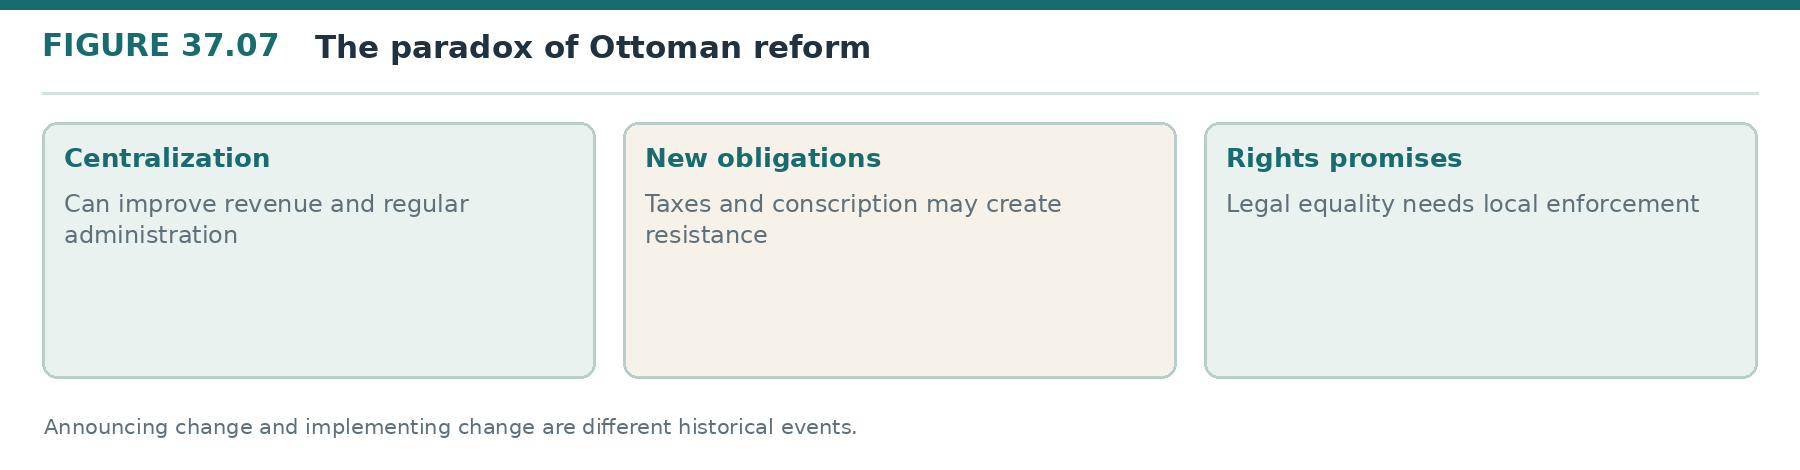 FIGURE 37.07 The paradox of Ottoman reform
Centralization
Can improve revenue and regular
administration
New obligations
Taxes and conscription may create
resistance
Rights promises
Legal equality needs local enforcement
Announcing change and implementing change are different historical events.